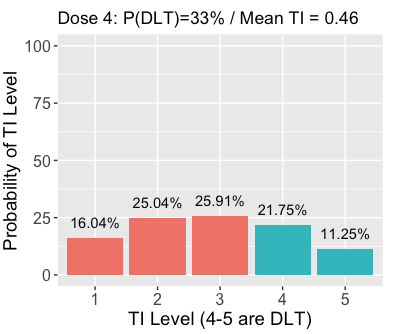 Dose 4: P(DLT)=33% / Mean TI = 0.46
Probability of TI Level
100
75
50
25
0
16.04%
25.04%
25.91%
21.75%
11.25%
1 2 3 4 5
TI Level (4-5 are DLT)